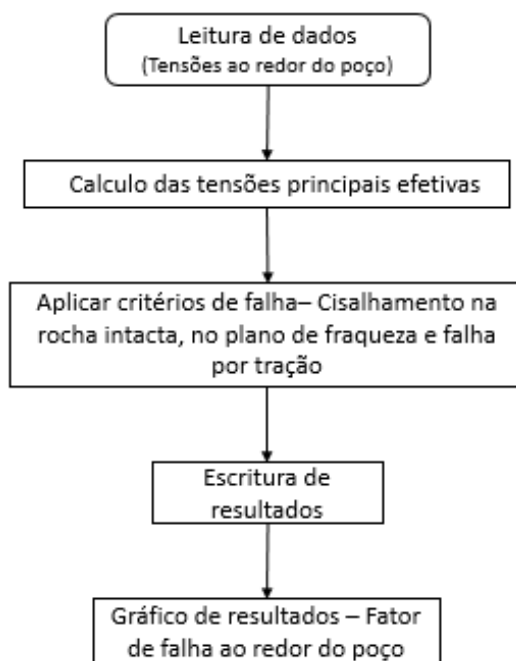 Leitura de dados
(Tensões ao redor do poço)
Calculo das tensões principais efetivas
Aplicar critérios de falha– Cisalhamento na
rocha intacta, no plano de fraqueza e falha
por tração
Escritura de
resultados
Gráfico de resultados – Fator
de falha ao redor do poço